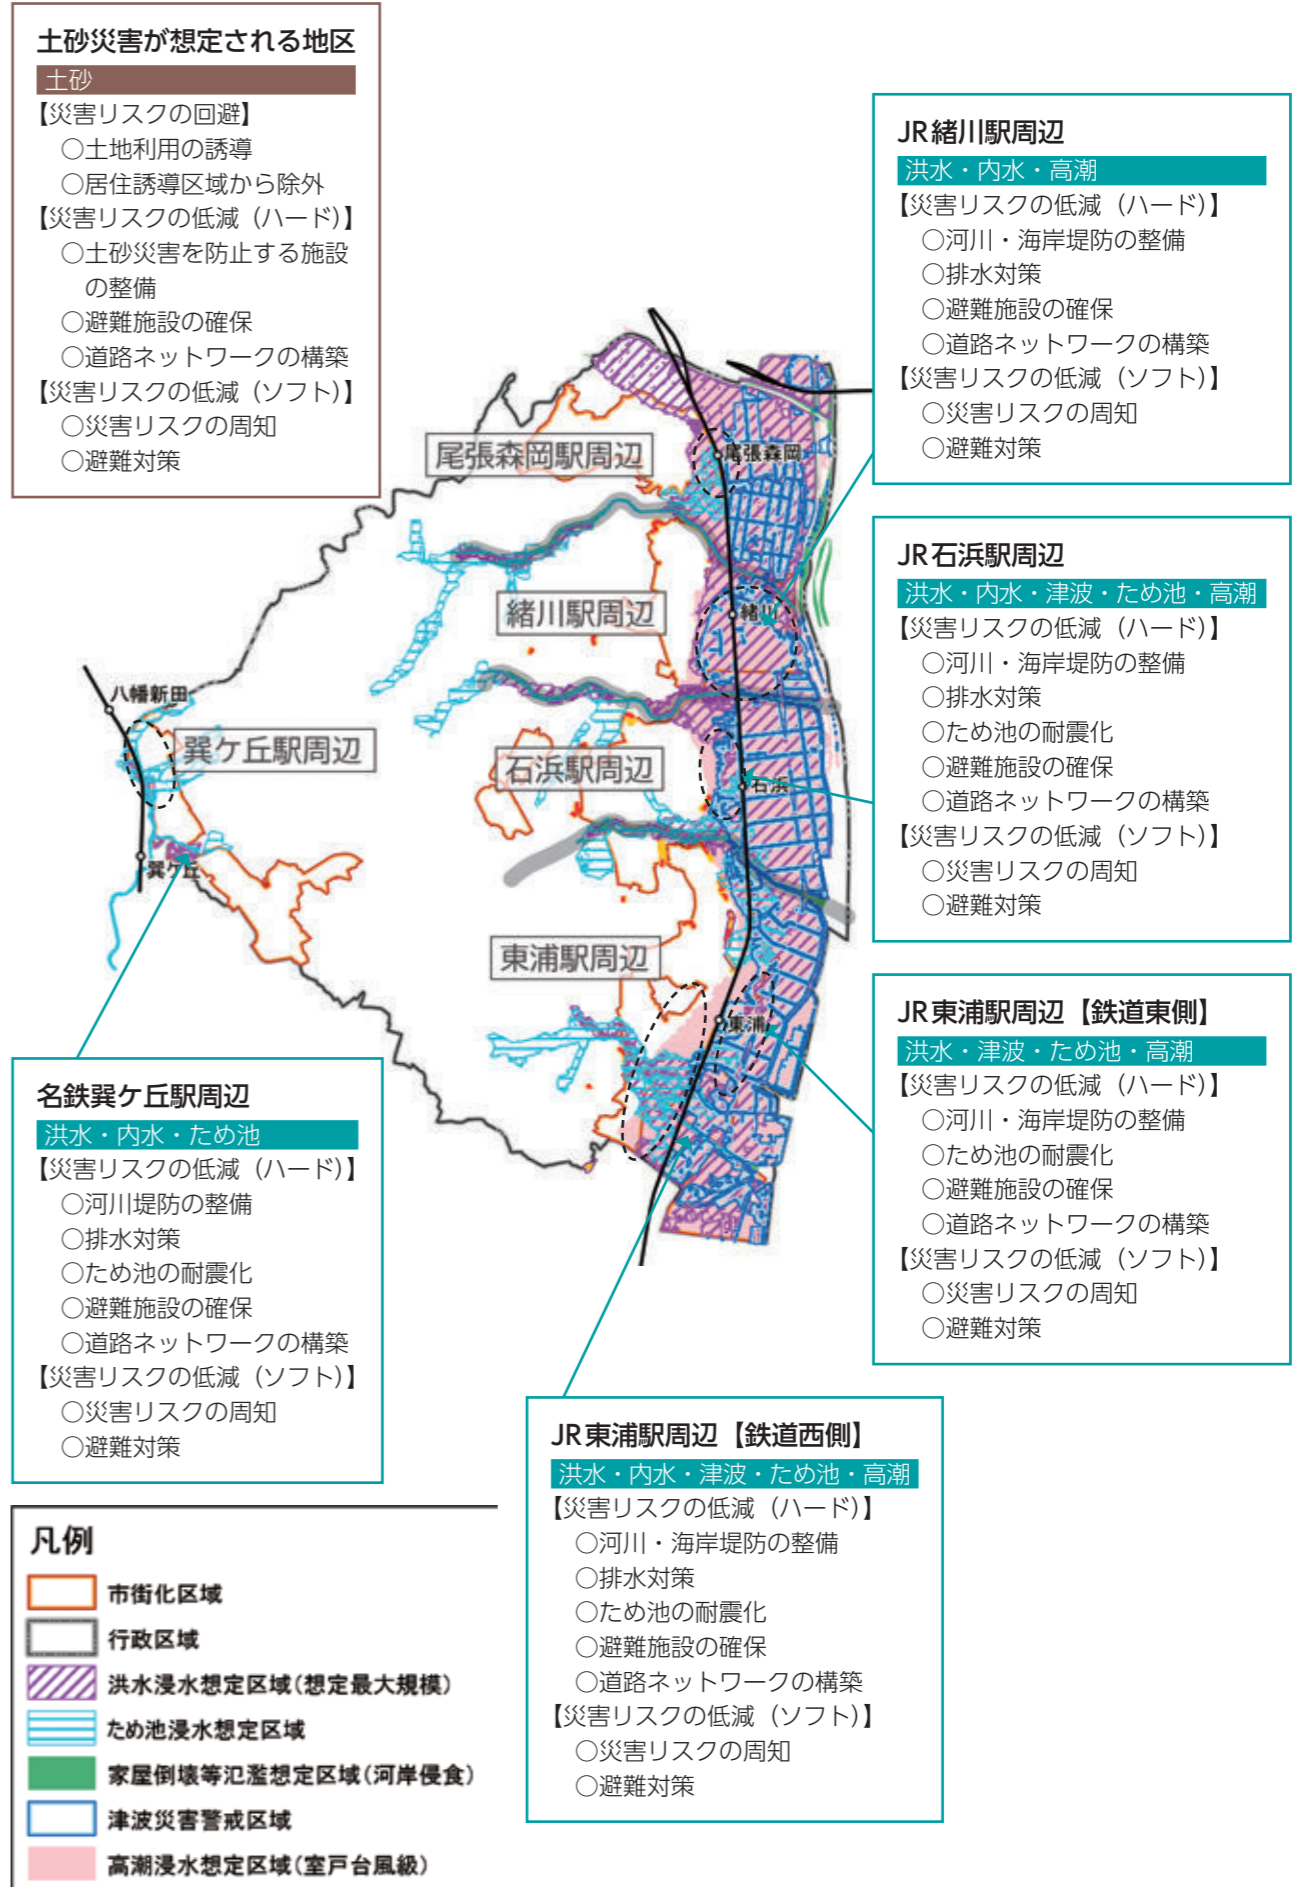 土砂災害が想定される地区
土砂
【災害リスクの回避】
○土地利用の誘導
○居住誘導区域から除外
【災害リスクの低減（ハード）】
○土砂災害を防止する施設
の整備
○避難施設の確保
○道路ネットワークの構築
【災害リスクの低減（ソフト）】
○災害リスクの周知
○避難対策
JR緒川駅周辺
洪水・内水・高潮
【災害リスクの低減（ハード）】
○河川・海岸堤防の整備
○排水対策
○避難施設の確保
○道路ネットワークの構築
【災害リスクの低減（ソフト）】
○災害リスクの周知
○避難対策
JR石浜駅周辺
洪水・内水・津波・ため池・高潮
【災害リスクの低減（ハード）】
○河川・海岸堤防の整備
○排水対策
○ため池の耐震化
○避難施設の確保
○道路ネットワークの構築
【災害リスクの低減（ソフト）】
○災害リスクの周知
○避難対策
JR東浦駅周辺【鉄道東側】
洪水・津波・ため池・高潮
【災害リスクの低減（ハード）】
○河川・海岸堤防の整備
○ため池の耐震化
○避難施設の確保
○道路ネットワークの構築
【災害リスクの低減（ソフト）】
○災害リスクの周知
○避難対策
尾張森岡駅周辺
尾張森岡
緒川駅周辺
緒川
八幡新田
巽ケ丘駅周辺
石浜駅周辺
石浜
巽ケ丘
東浦駅周辺
東浦
名鉄巽ケ丘駅周辺
洪水・内水・ため池
【災害リスクの低減（ハード）】
○河川堤防の整備
○排水対策
○ため池の耐震化
○避難施設の確保
○道路ネットワークの構築
【災害リスクの低減（ソフト）】
○災害リスクの周知
○避難対策
JR東浦駅周辺【鉄道西側】
洪水・内水・津波・ため池・高潮
【災害リスクの低減（ハード）】
○河川・海岸堤防の整備
○排水対策
○ため池の耐震化
○避難施設の確保
○道路ネットワークの構築
【災害リスクの低減（ソフト）】
○災害リスクの周知
○避難対策
凡例
市街化区域
行政区域
洪水浸水想定区域（想定最大規模）
ため池浸水想定区域
家屋倒壊等氾濫想定区域（河岸侵食）
津波災害警戒区域
高潮浸水想定区域（室戸台風級）